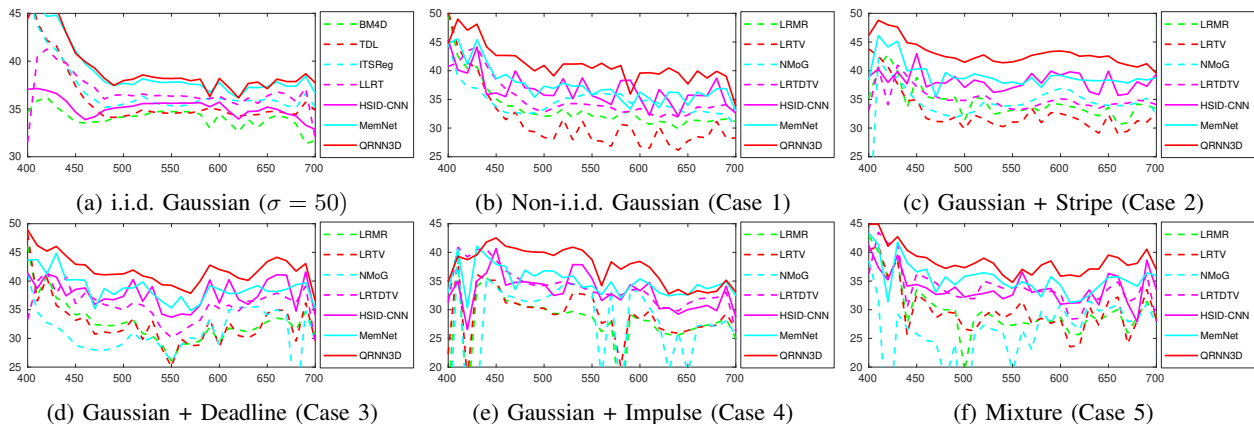 45
40
35
30
400 450 500 550 600 650 700
BM4D
TDL
ITSReg
LLRT
HSID-CNN
MemNet
QRNN3D
(a) i.i.d. Gaussian (σ = 50)
50
45
40
35
30
25
400 450 500 550 600 650 700
LRMR
LRTV
NMoG
LRTDTV
HSID-CNN
MemNet
QRNN3D
(b) Non-i.i.d. Gaussian (Case 1)
50
45
40
35
30
25
400 450 500 550 600 650 700
LRMR
LRTV
NMoG
LRTDTV
HSID-CNN
MemNet
QRNN3D
(c) Gaussian + Stripe (Case 2)
50
45
40
35
30
25
400 450 500 550 600 650 700
LRMR
LRTV
NMoG
LRTDTV
HSID-CNN
MemNet
QRNN3D
(d) Gaussian + Deadline (Case 3)
45
40
35
30
25
20
400 450 500 550 600 650 700
LRMR
LRTV
NMoG
LRTDTV
HSID-CNN
MemNet
QRNN3D
(e) Gaussian + Impulse (Case 4)
45
40
35
30
25
20
400 450 500 550 600 650 700
LRMR
LRTV
NMoG
LRTDTV
HSID-CNN
MemNet
QRNN3D
(f) Mixture (Case 5)